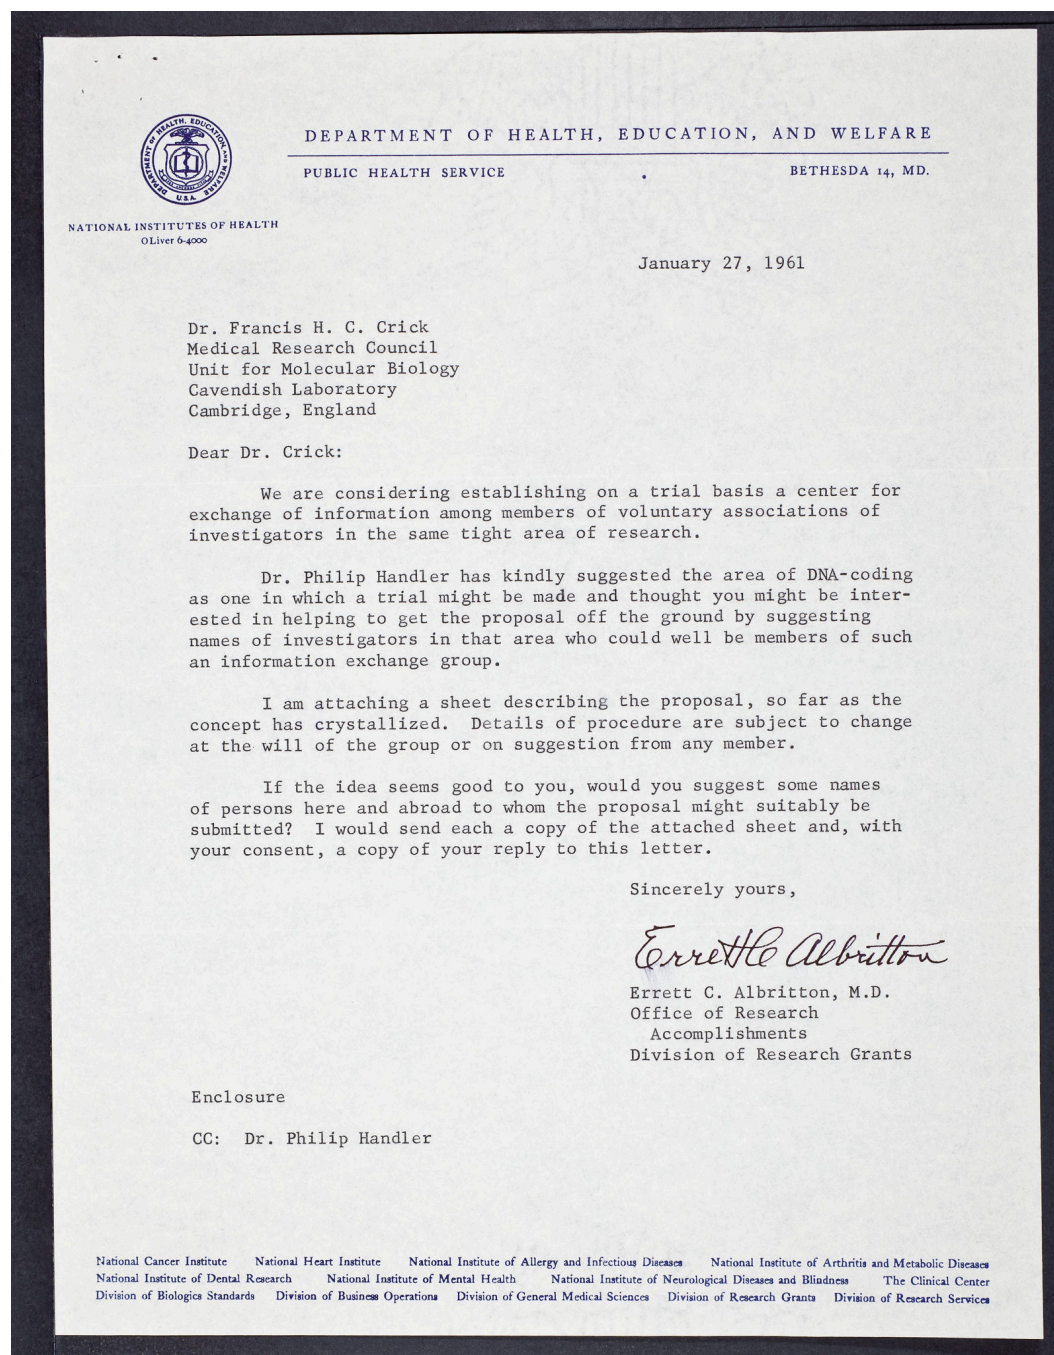 DEPARTMENT OF HEALTH, EDUCATION, AND WELFARE
U.S.A.
DEPARTMENT OF HEALTH, EDUCATION, AND WELFARE
PUBLIC HEALTH SERVICE BETHESDA 14, MD.
NATIONAL INSTITUTES OF HEALTH
OLiver 6-4000
January 27, 1961
Dr. Francis H. C. Crick
Medical Research Council
Unit for Molecular Biology
Cavendish Laboratory
Cambridge, England
Dear Dr. Crick:
We are considering establishing on a trial basis a center for
exchange of information among members of voluntary associations of
investigators in the same tight area of research.
Dr. Philip Handler has kindly suggested the area of DNA-coding
as one in which a trial might be made and thought you might be inter-
ested in helping to get the proposal off the ground by suggesting
names of investigators in that area who could well be members of such
an information exchange group.
I am attaching a sheet describing the proposal, so far as the
concept has crystallized. Details of procedure are subject to change
at the will of the group or on suggestion from any member.
If the idea seems good to you, would you suggest some names
of persons here and abroad to whom the proposal might suitably be
submitted? I would send each a copy of the attached sheet and, with
your consent, a copy of your reply to this letter.
Sincerely yours,
Errett C Albritton
Errett C. Albritton, M.D.
Office of Research
Accomplishments
Division of Research Grants
Enclosure
CC: Dr. Philip Handler
National Cancer Institute National Heart Institute National Institute of Allergy and Infectious Diseases National Institute of Arthritis and Metabolic Diseases
National Institute of Dental Research National Institute of Mental Health National Institute of Neurological Diseases and Blindness The Clinical Center
Division of Biologics Standards Division of Business Operations Division of General Medical Sciences Division of Research Grants Division of Research Services